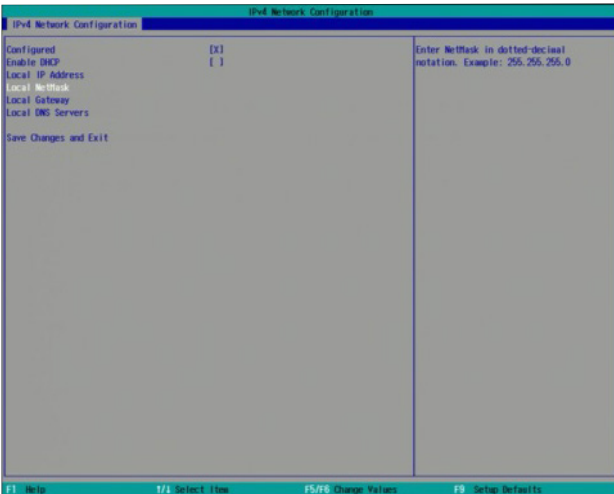 IPv4 Network Configuration
IPv4 Network Configuration
Configured [X]
Enable DHCP [ ]
Local IP Address
Local NetMask
Local Gateway
Local DNS Servers
Save Changes and Exit
Enter NetMask in dotted-decimal
notation. Example: 255.255.255.0
F1 Help ↑/↓ Select Item F5/F6 Change Values F9 Setup Defaults